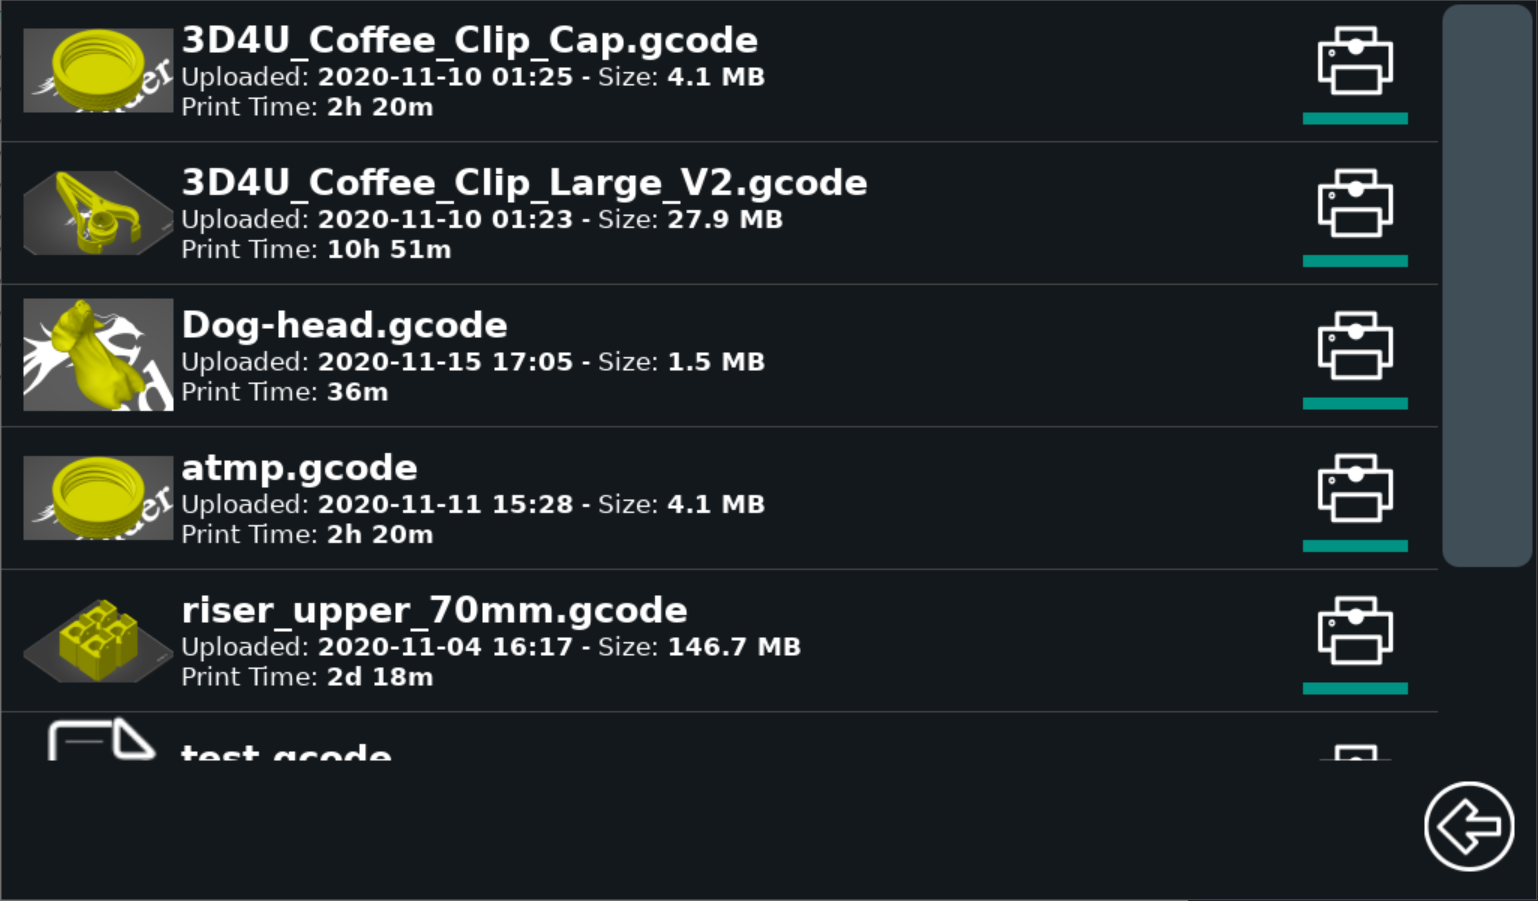 3D4U_Coffee_Clip_Cap.gcode
Uploaded: 2020-11-10 01:25 - Size: 4.1 MB
Print Time: 2h 20m
3D4U_Coffee_Clip_Large_V2.gcode
Uploaded: 2020-11-10 01:23 - Size: 27.9 MB
Print Time: 10h 51m
Dog-head.gcode
Uploaded: 2020-11-15 17:05 - Size: 1.5 MB
Print Time: 36m
atmp.gcode
Uploaded: 2020-11-11 15:28 - Size: 4.1 MB
Print Time: 2h 20m
riser_upper_70mm.gcode
Uploaded: 2020-11-04 16:17 - Size: 146.7 MB
Print Time: 2d 18m
test.gcode